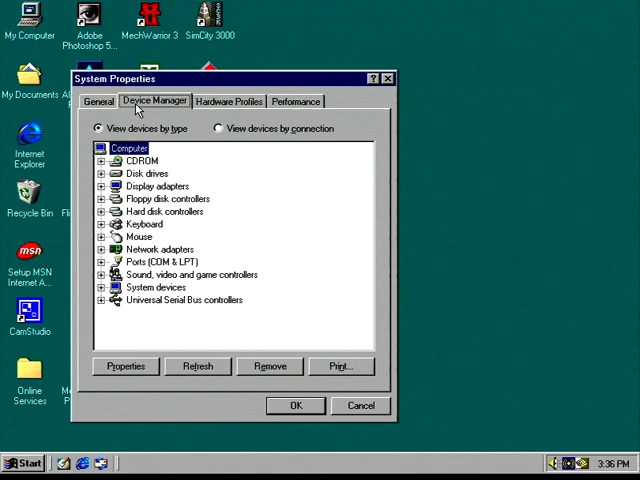 My Computer
Adobe
Photoshop 5...
MechWarrior 3
SimCity 3000
My Documents
Internet
Explorer
Recycle Bin
Setup MSN
Internet A...
CamStudio
Online
Services
System Properties
General
Device Manager
Hardware Profiles
Performance
View devices by type
View devices by connection
Computer
CDROM
Disk drives
Display adapters
Floppy disk controllers
Hard disk controllers
Keyboard
Mouse
Network adapters
Ports (COM & LPT)
Sound, video and game controllers
System devices
Universal Serial Bus controllers
Properties
Refresh
Remove
Print...
OK
Cancel
Start
3:36 PM